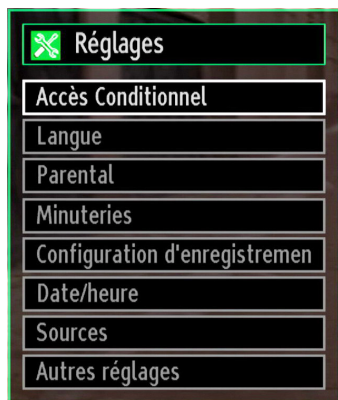 Réglages
Accès Conditionnel
Langue
Parental
Minuteries
Configuration d'enregistremen
Date/heure
Sources
Autres réglages